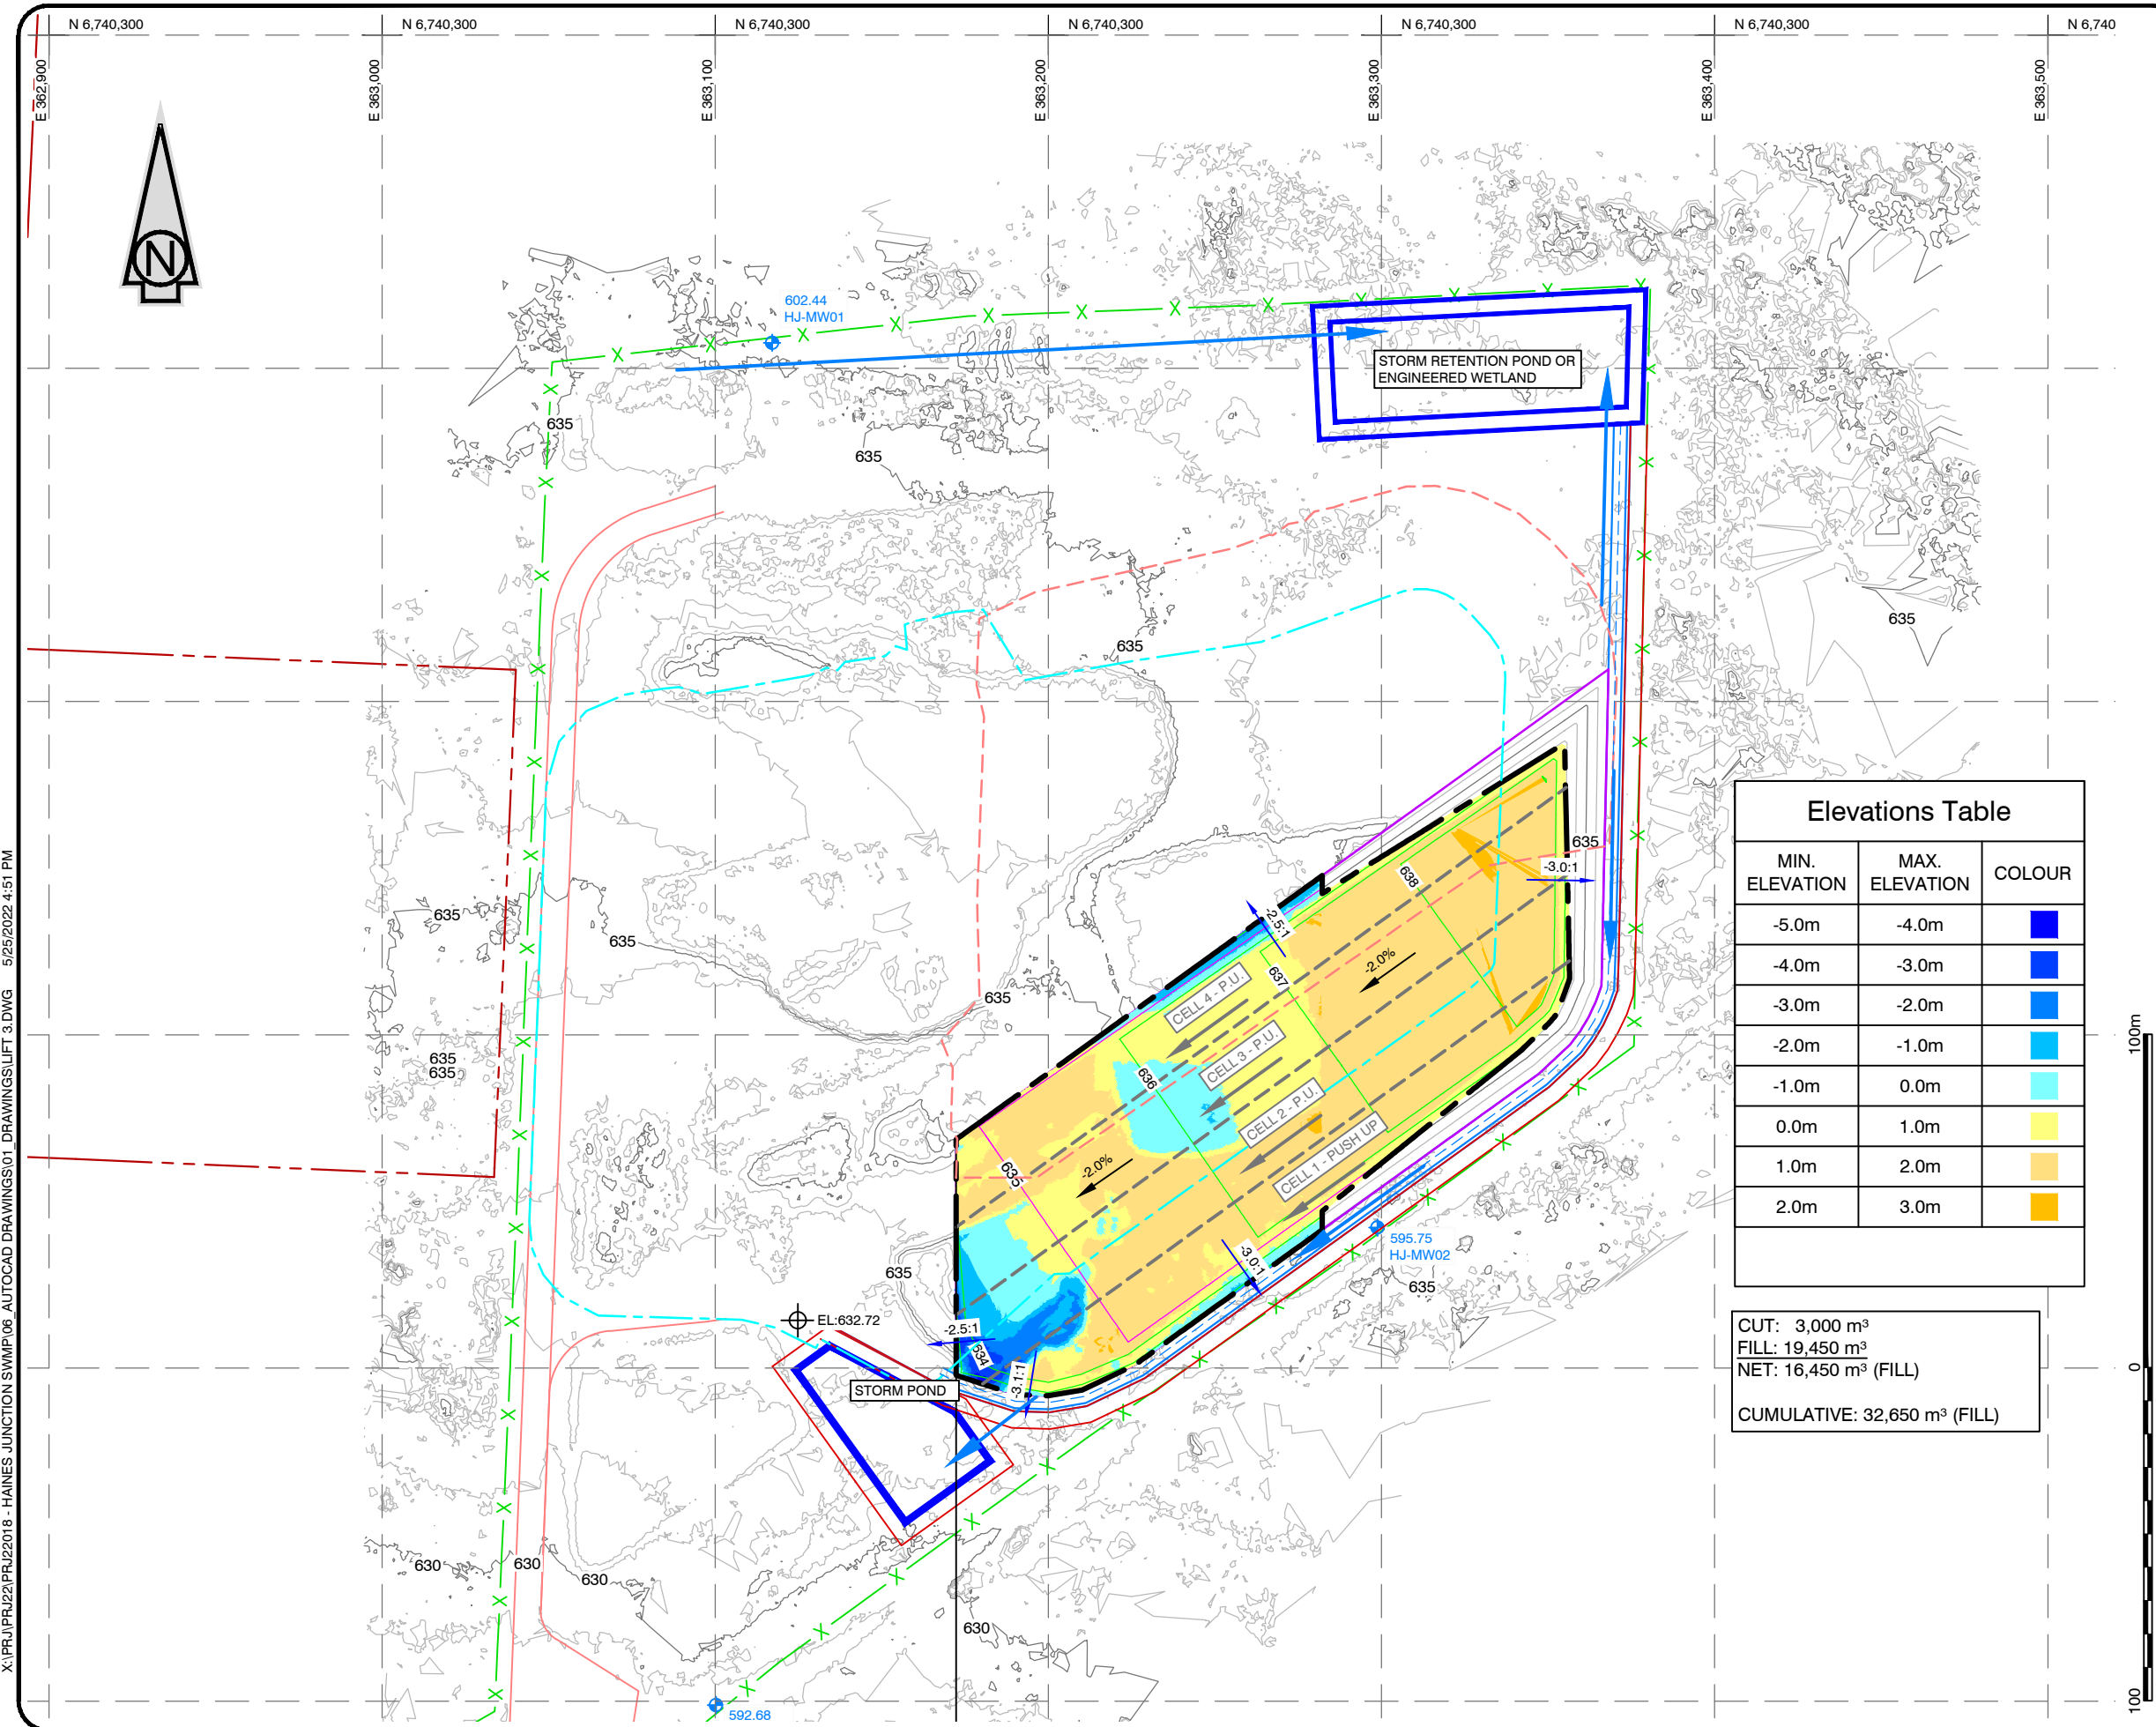 N 6,740,300
N 6,740,300
N 6,740,300
N 6,740,300
N 6,740,300
N 6,740,300
N 6,740
E 362,900
E 363,000
E 363,100
E 363,200
E 363,300
E 363,400
E 363,500
N
602.44
HJ-MW01
STORM RETENTION POND OR
ENGINEERED WETLAND
635
635
635
635
635
-3.0:1
638
-2.5:1
637
-2.0%
635
635
635
CELL 4 - P.U.
CELL 3 - P.U.
CELL 2 - P.U.
CELL 1 - PUSH UP
636
635
635
635
-2.0%
-3.0:1
595.75
HJ-MW02
635
635
EL:632.72
-2.5:1
634
-3.1:1
STORM POND
630
630
630
630
592.68
Elevations Table
MIN. ELEVATION MAX. ELEVATION COLOUR
-5.0m -4.0m
-4.0m -3.0m
-3.0m -2.0m
-2.0m -1.0m
-1.0m 0.0m
0.0m 1.0m
1.0m 2.0m
2.0m 3.0m
CUT: 3,000 m³
FILL: 19,450 m³
NET: 16,450 m³ (FILL)
CUMULATIVE: 32,650 m³ (FILL)
100m
0
100
X:\PRJ\PRJ22\PRJ22018 - HAINES JUNCTION SWMP\06_AUTOCAD DRAWINGS\01_DRAWINGS\LIFT 3.DWG 5/25/2022 4:51 PM